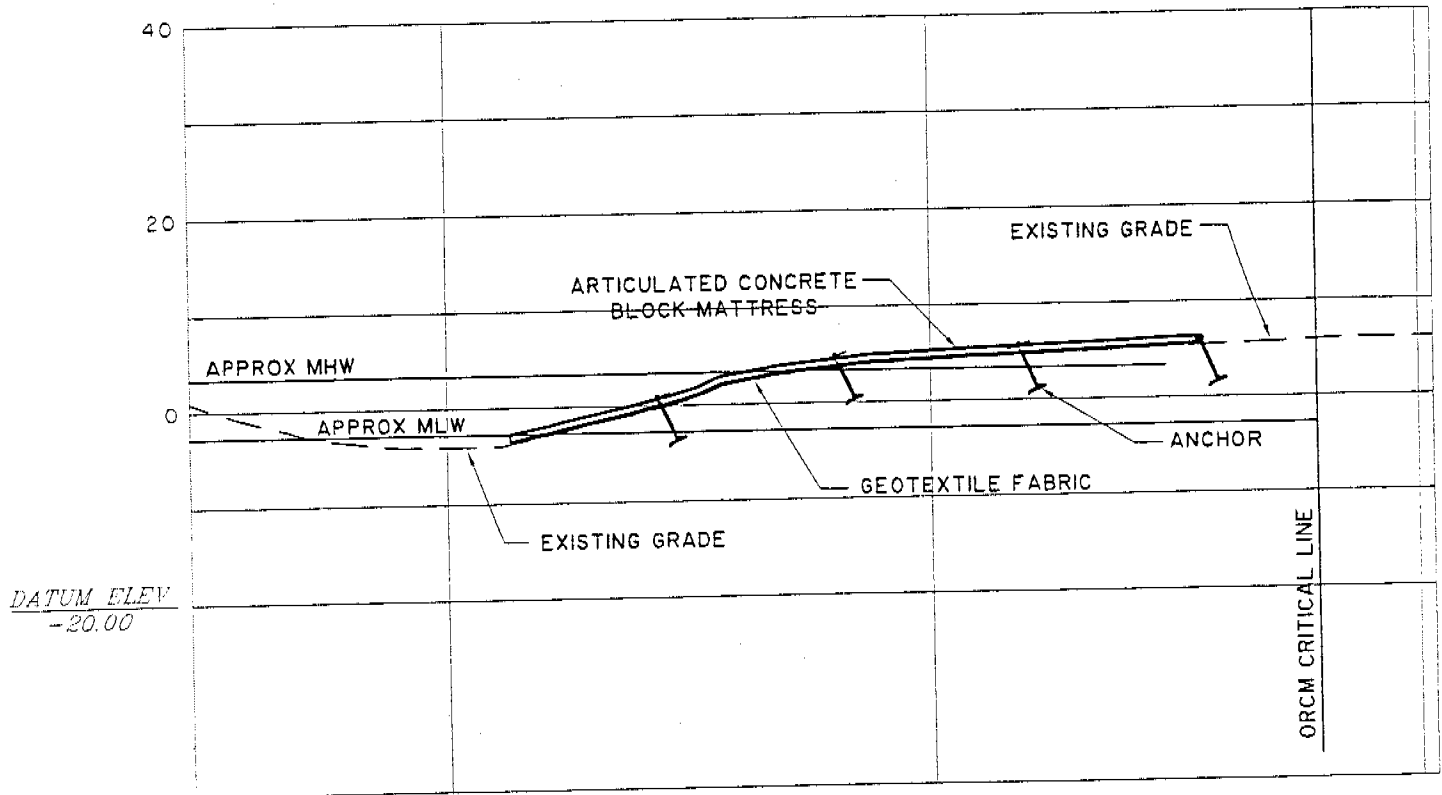 40
20
EXISTING GRADE
ARTICULATED CONCRETE
BLOCK MATTRESS
APPROX MHW
0
APPROX MLW
ANCHOR
GEOTEXTILE FABRIC
EXISTING GRADE
DATUM ELEV
-20.00
ORCM CRITICAL LINE